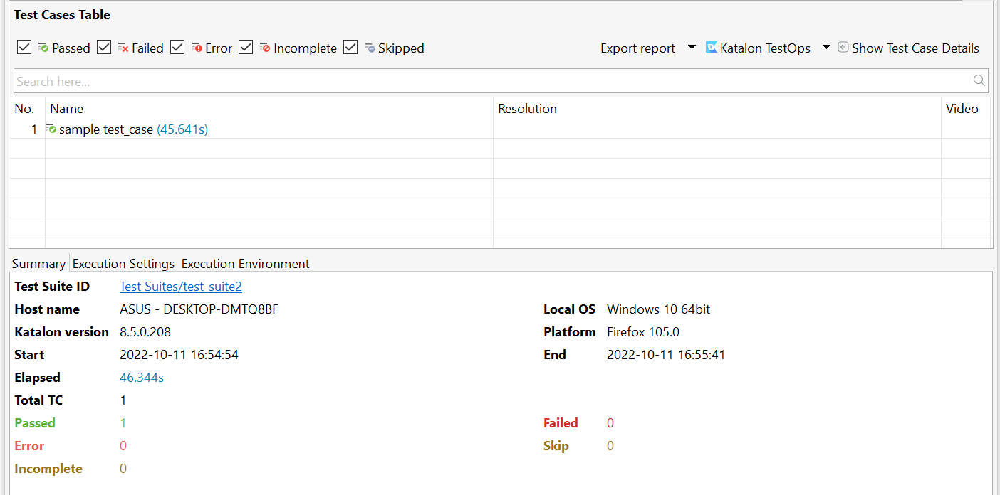 Test Cases Table
Passed Failed Error Incomplete Skipped Export report Katalon TestOps Show Test Case Details
Search here...
No. Name Resolution Video
1 sample test_case (45.641s)
Summary Execution Settings Execution Environment
Test Suite ID Test Suites/test_suite2
Host name ASUS - DESKTOP-DMTQ8BF Local OS Windows 10 64bit
Katalon version 8.5.0.208 Platform Firefox 105.0
Start 2022-10-11 16:54:54 End 2022-10-11 16:55:41
Elapsed 46.344s
Total TC 1
Passed 1 Failed 0
Error 0 Skip 0
Incomplete 0